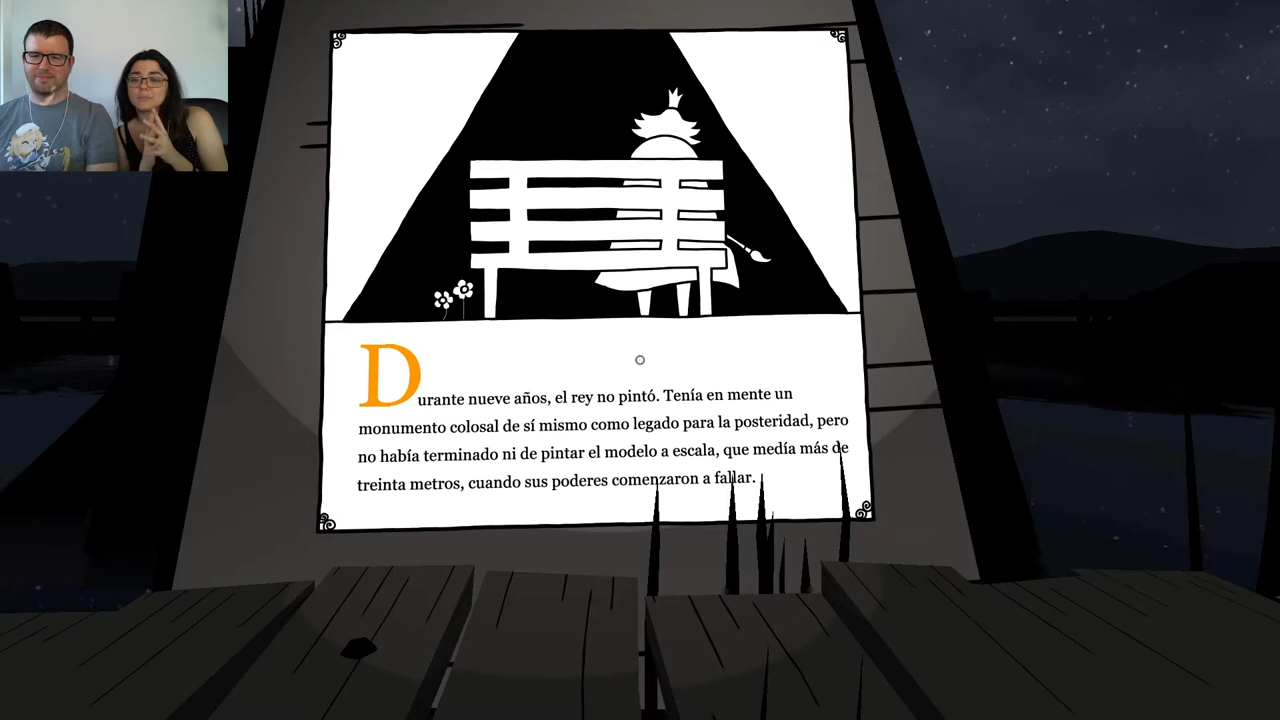 Durante nueve años, el rey no pintó. Tenía en mente un
monumento colosal de sí mismo como legado para la posteridad, pero
no había terminado ni de pintar el modelo a escala, que medía más de
treinta metros, cuando sus poderes comenzaron a fallar.